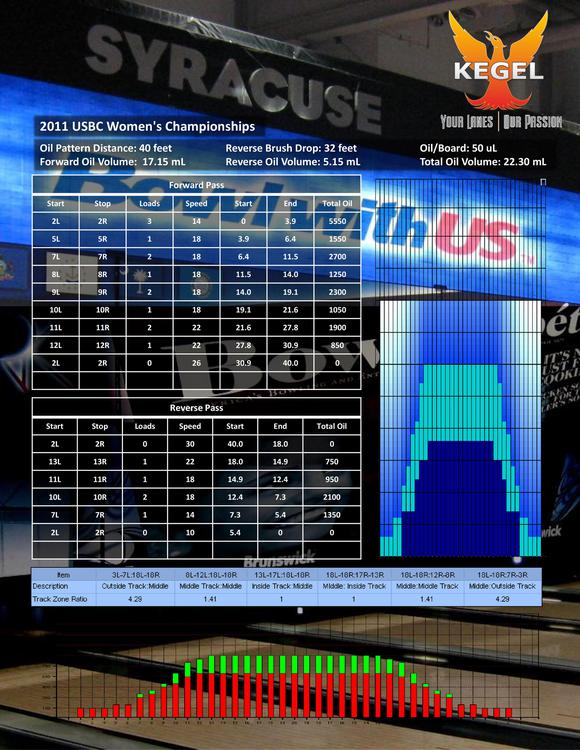 SYRACUSE
KEGEL
YOUR LANES | OUR PASSION
2011 USBC Women's Championships
Oil Pattern Distance: 40 feet Reverse Brush Drop: 32 feet Oil/Board: 50 uL
Forward Oil Volume: 17.15 mL Reverse Oil Volume: 5.15 mL Total Oil Volume: 22.30 mL
Bowl with US
Forward Pass
Start Stop Loads Speed Start End Total Oil
2L 2R 3 14 0 3.9 5550
5L 5R 1 18 3.9 6.4 1550
7L 7R 2 18 6.4 11.5 2700
8L 8R 1 18 11.5 14.0 1250
9L 9R 2 18 14.0 19.1 2300
10L 10R 1 18 19.1 21.6 1050
11L 11R 2 22 21.6 27.8 1900
12L 12R 1 22 27.8 30.9 850
2L 2R 0 26 30.9 40.0 0
Bow
Reverse Pass
Start Stop Loads Speed Start End Total Oil
2L 2R 0 30 40.0 18.0 0
13L 13R 1 22 18.0 14.9 750
11L 11R 1 18 14.9 12.4 950
10L 10R 2 18 12.4 7.3 2100
7L 7R 1 14 7.3 5.4 1350
2L 2R 0 10 5.4 0 0
Brunswick
Item 3L-7L:18L-18R 8L-12L:18L-18R 13L-17L:18L-18R 18L-18R:17R-13R 18L-18R:12R-8R 18L-18R:7R-3R
Description Outside Track:Middle Middle Track:Middle Inside Track:Middle Middle: Inside Track Middle:Middle Track Middle:Outside Track
Track Zone Ratio 4.29 1.41 1 1 1.41 4.29